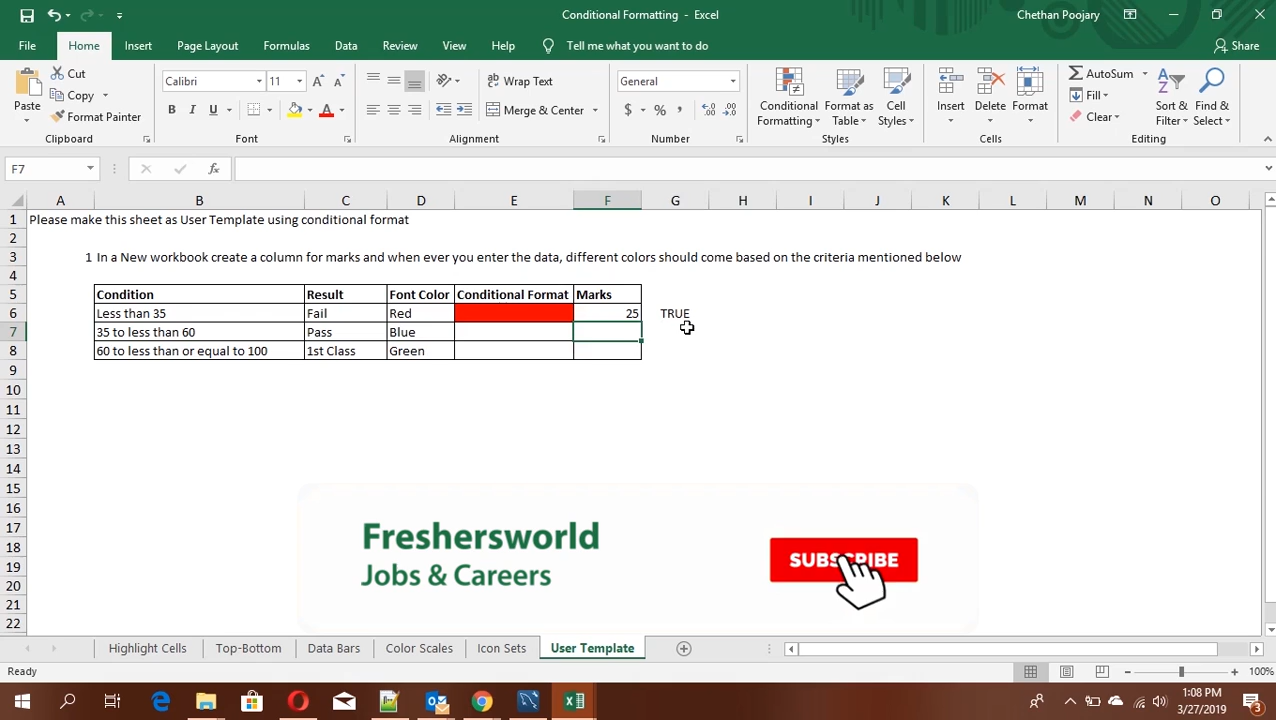 Conditional Formatting - Excel
Chethan Poojary
File Home Insert Page Layout Formulas Data Review View Help Tell me what you want to do Share
Paste
Cut
Copy
Format Painter
Clipboard
Calibri 11
B I U
Font
Wrap Text
Merge & Center
Alignment
General
$ %
Number
Conditional Formatting
Format as Table
Cell Styles
Styles
Insert Delete Format
Cells
AutoSum
Fill
Clear
Sort & Filter
Find & Select
Editing
F7 fx
A B C D E F G H I J K L M N O
1 Please make this sheet as User Template using conditional format
2
3 1 In a New workbook create a column for marks and when ever you enter the data, different colors should come based on the criteria mentioned below
4
5 Condition Result Font Color Conditional Format Marks
6 Less than 35 Fail Red 25 TRUE
7 35 to less than 60 Pass Blue
8 60 to less than or equal to 100 1st Class Green
9
10
11
12
13
14
15
16
17
18
19
20
21
22
Freshersworld
Jobs & Careers
SUBSCRIBE
Highlight Cells Top-Bottom Data Bars Color Scales Icon Sets User Template
Ready 100%
1:08 PM
3/27/2019
3